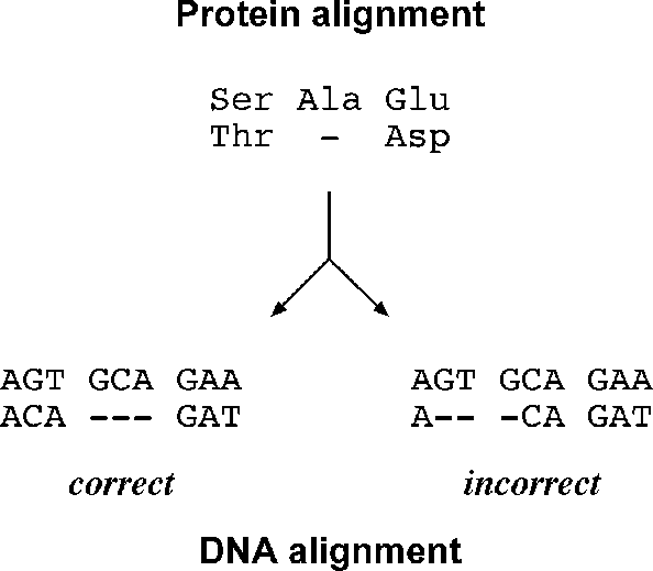 Protein alignment
Ser Ala Glu
Thr - Asp
AGT GCA GAA
ACA --- GAT
correct
AGT GCA GAA
A-- -CA GAT
incorrect
DNA alignment